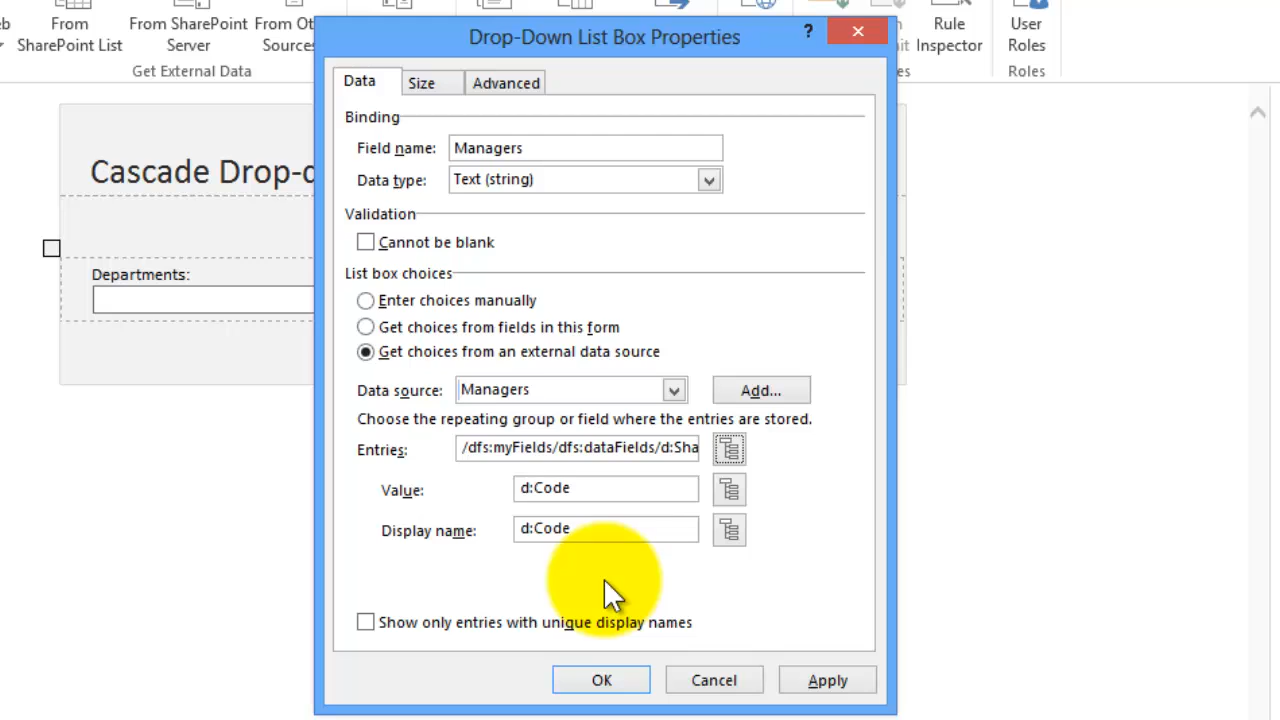 From
SharePoint List
From SharePoint
Server
From Ot
Sources
Get External Data
Rule
Inspector
User
Roles
Roles
Drop-Down List Box Properties
?
Data
Size
Advanced
Binding
Field name:
Managers
Data type:
Text (string)
Validation
Cannot be blank
List box choices
Enter choices manually
Get choices from fields in this form
Get choices from an external data source
Data source:
Managers
Add...
Choose the repeating group or field where the entries are stored.
Entries:
/dfs:myFields/dfs:dataFields/d:Sha
Value:
d:Code
Display name:
d:Code
Show only entries with unique display names
OK
Cancel
Apply
Cascade Drop-d
Departments: